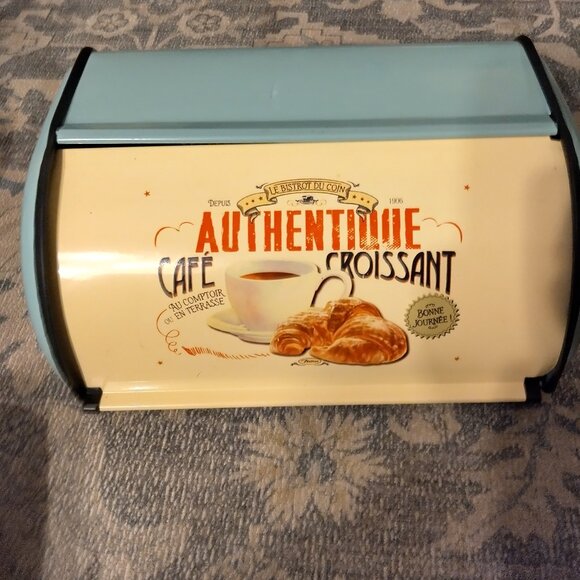 LE BISTROT DU COIN
DEPUIS 1906
AUTHENTIQUE
CAFÉ CROISSANT
AU COMPTOIR
OU EN TERRASSE
BONNE
JOURNÉE !